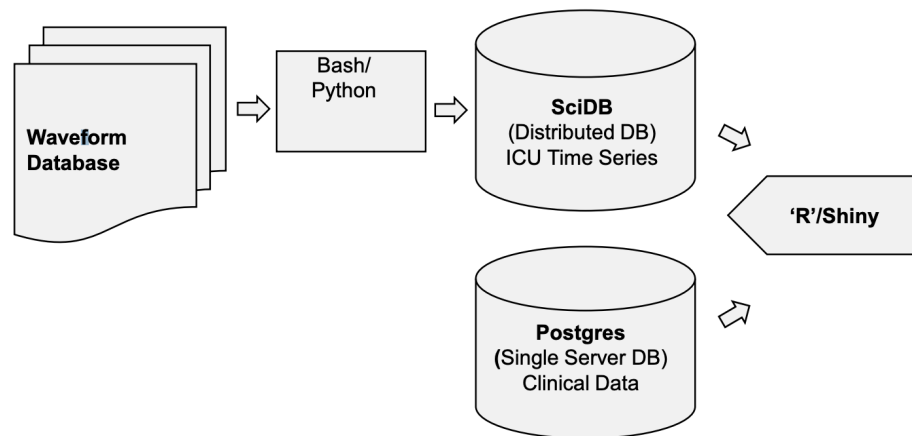 Waveform
Database
Bash/
Python
SciDB
(Distributed DB)
ICU Time Series
Postgres
(Single Server DB)
Clinical Data
‘R’/Shiny